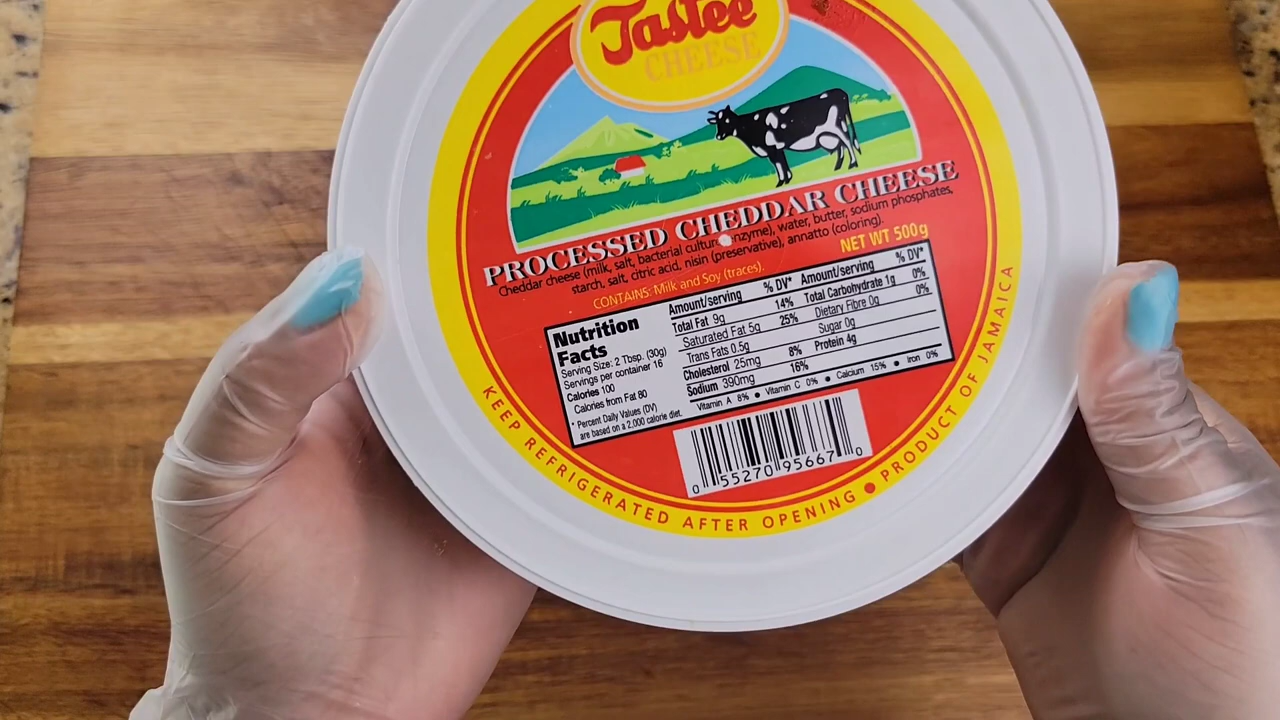 Tastee
CHEESE
PROCESSED CHEDDAR CHEESE
Cheddar cheese (milk, salt, bacterial culture, enzyme), water, butter, sodium phosphates,
starch, salt, citric acid, nisin (preservative), annatto (coloring).
CONTAINS: Milk and Soy (traces).
NET WT 500g
Nutrition
Facts
Serving Size: 2 Tbsp. (30g)
Servings per container 16
Calories 100
Calories from Fat 80
* Percent Daily Values (DV)
are based on a 2,000 calorie diet.
Amount/serving % DV*
Total Fat 9g 14%
Saturated Fat 5g 25%
Trans Fats 0.5g
Cholesterol 25mg 8%
Sodium 390mg 16%
Amount/serving % DV*
Total Carbohydrate 1g 0%
Dietary Fibre 0g 0%
Sugar 0g
Protein 4g
Vitamin A 8% • Vitamin C 0% • Calcium 15% • Iron 0%
0 55270 95667 0
KEEP REFRIGERATED AFTER OPENING • PRODUCT OF JAMAICA